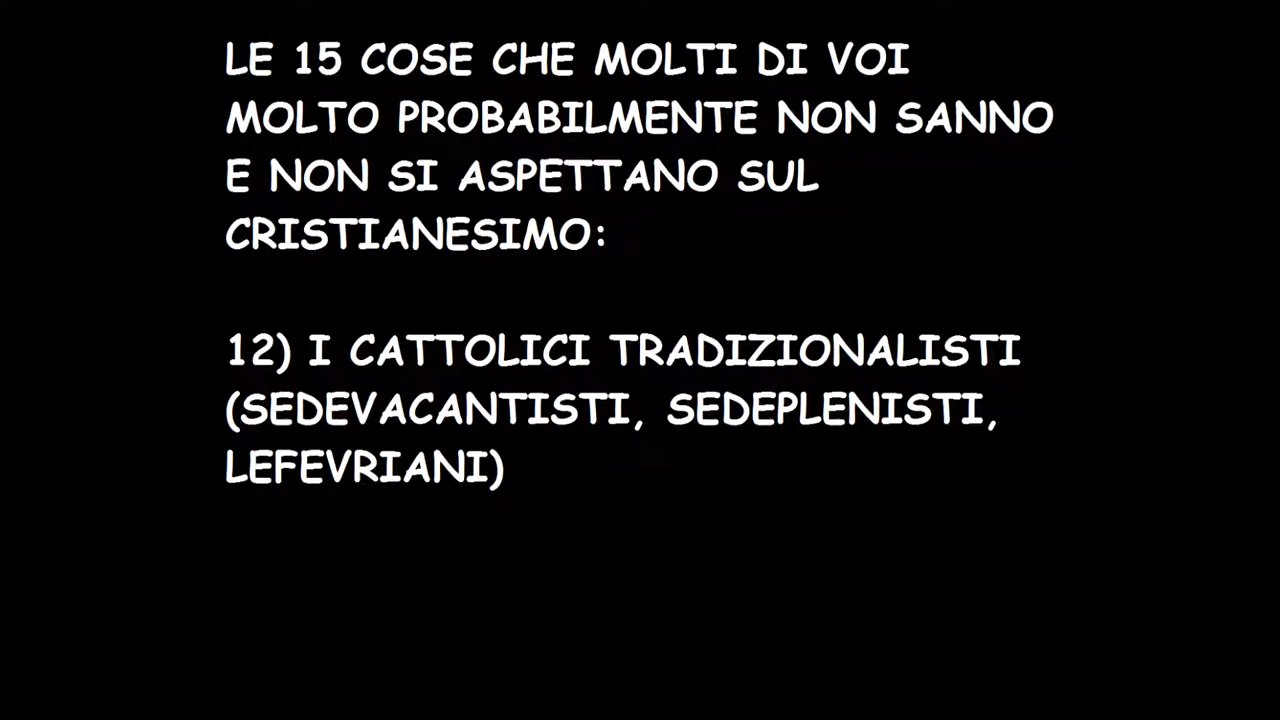 LE 15 COSE CHE MOLTI DI VOI
MOLTO PROBABILMENTE NON SANNO
E NON SI ASPETTANO SUL
CRISTIANESIMO:
12) I CATTOLICI TRADIZIONALISTI
(SEDEVACANTISTI, SEDEPLENISTI,
LEFEVRIANI)